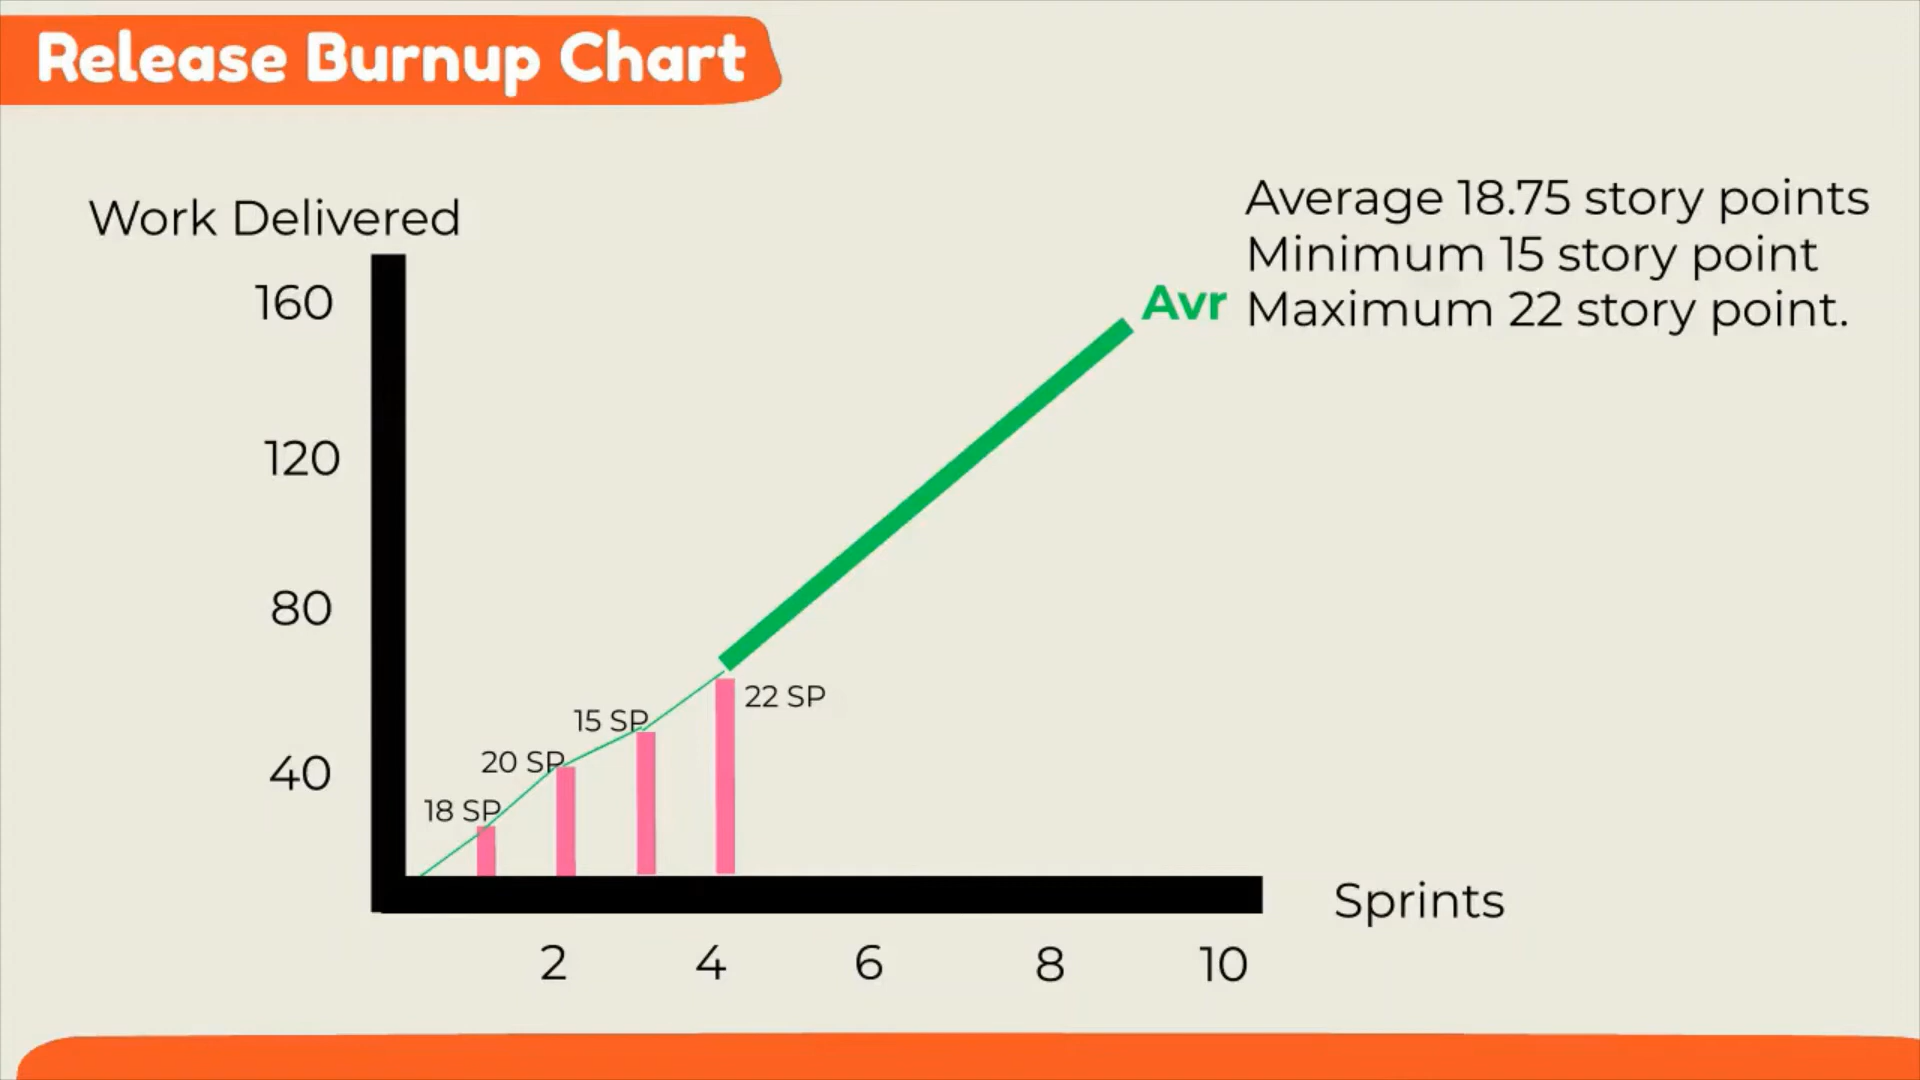 Release Burnup Chart
Work Delivered
Average 18.75 story points
Minimum 15 story point
Maximum 22 story point.
Avr
160
120
80
40
22 SP
15 SP
20 SP
18 SP
Sprints
2 4 6 8 10